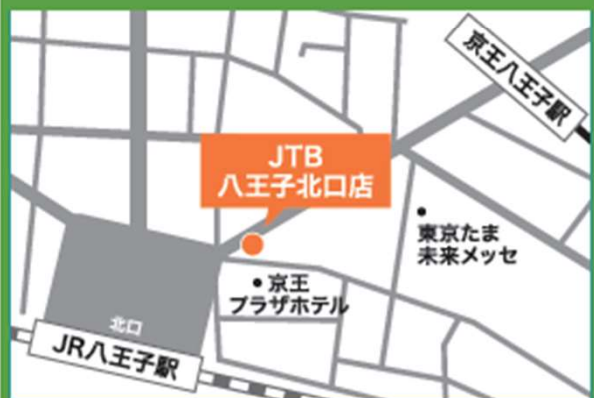 京王八王子駅
JTB
八王子北口店
東京たま
未来メッセ
京王
プラザホテル
北口
JR八王子駅